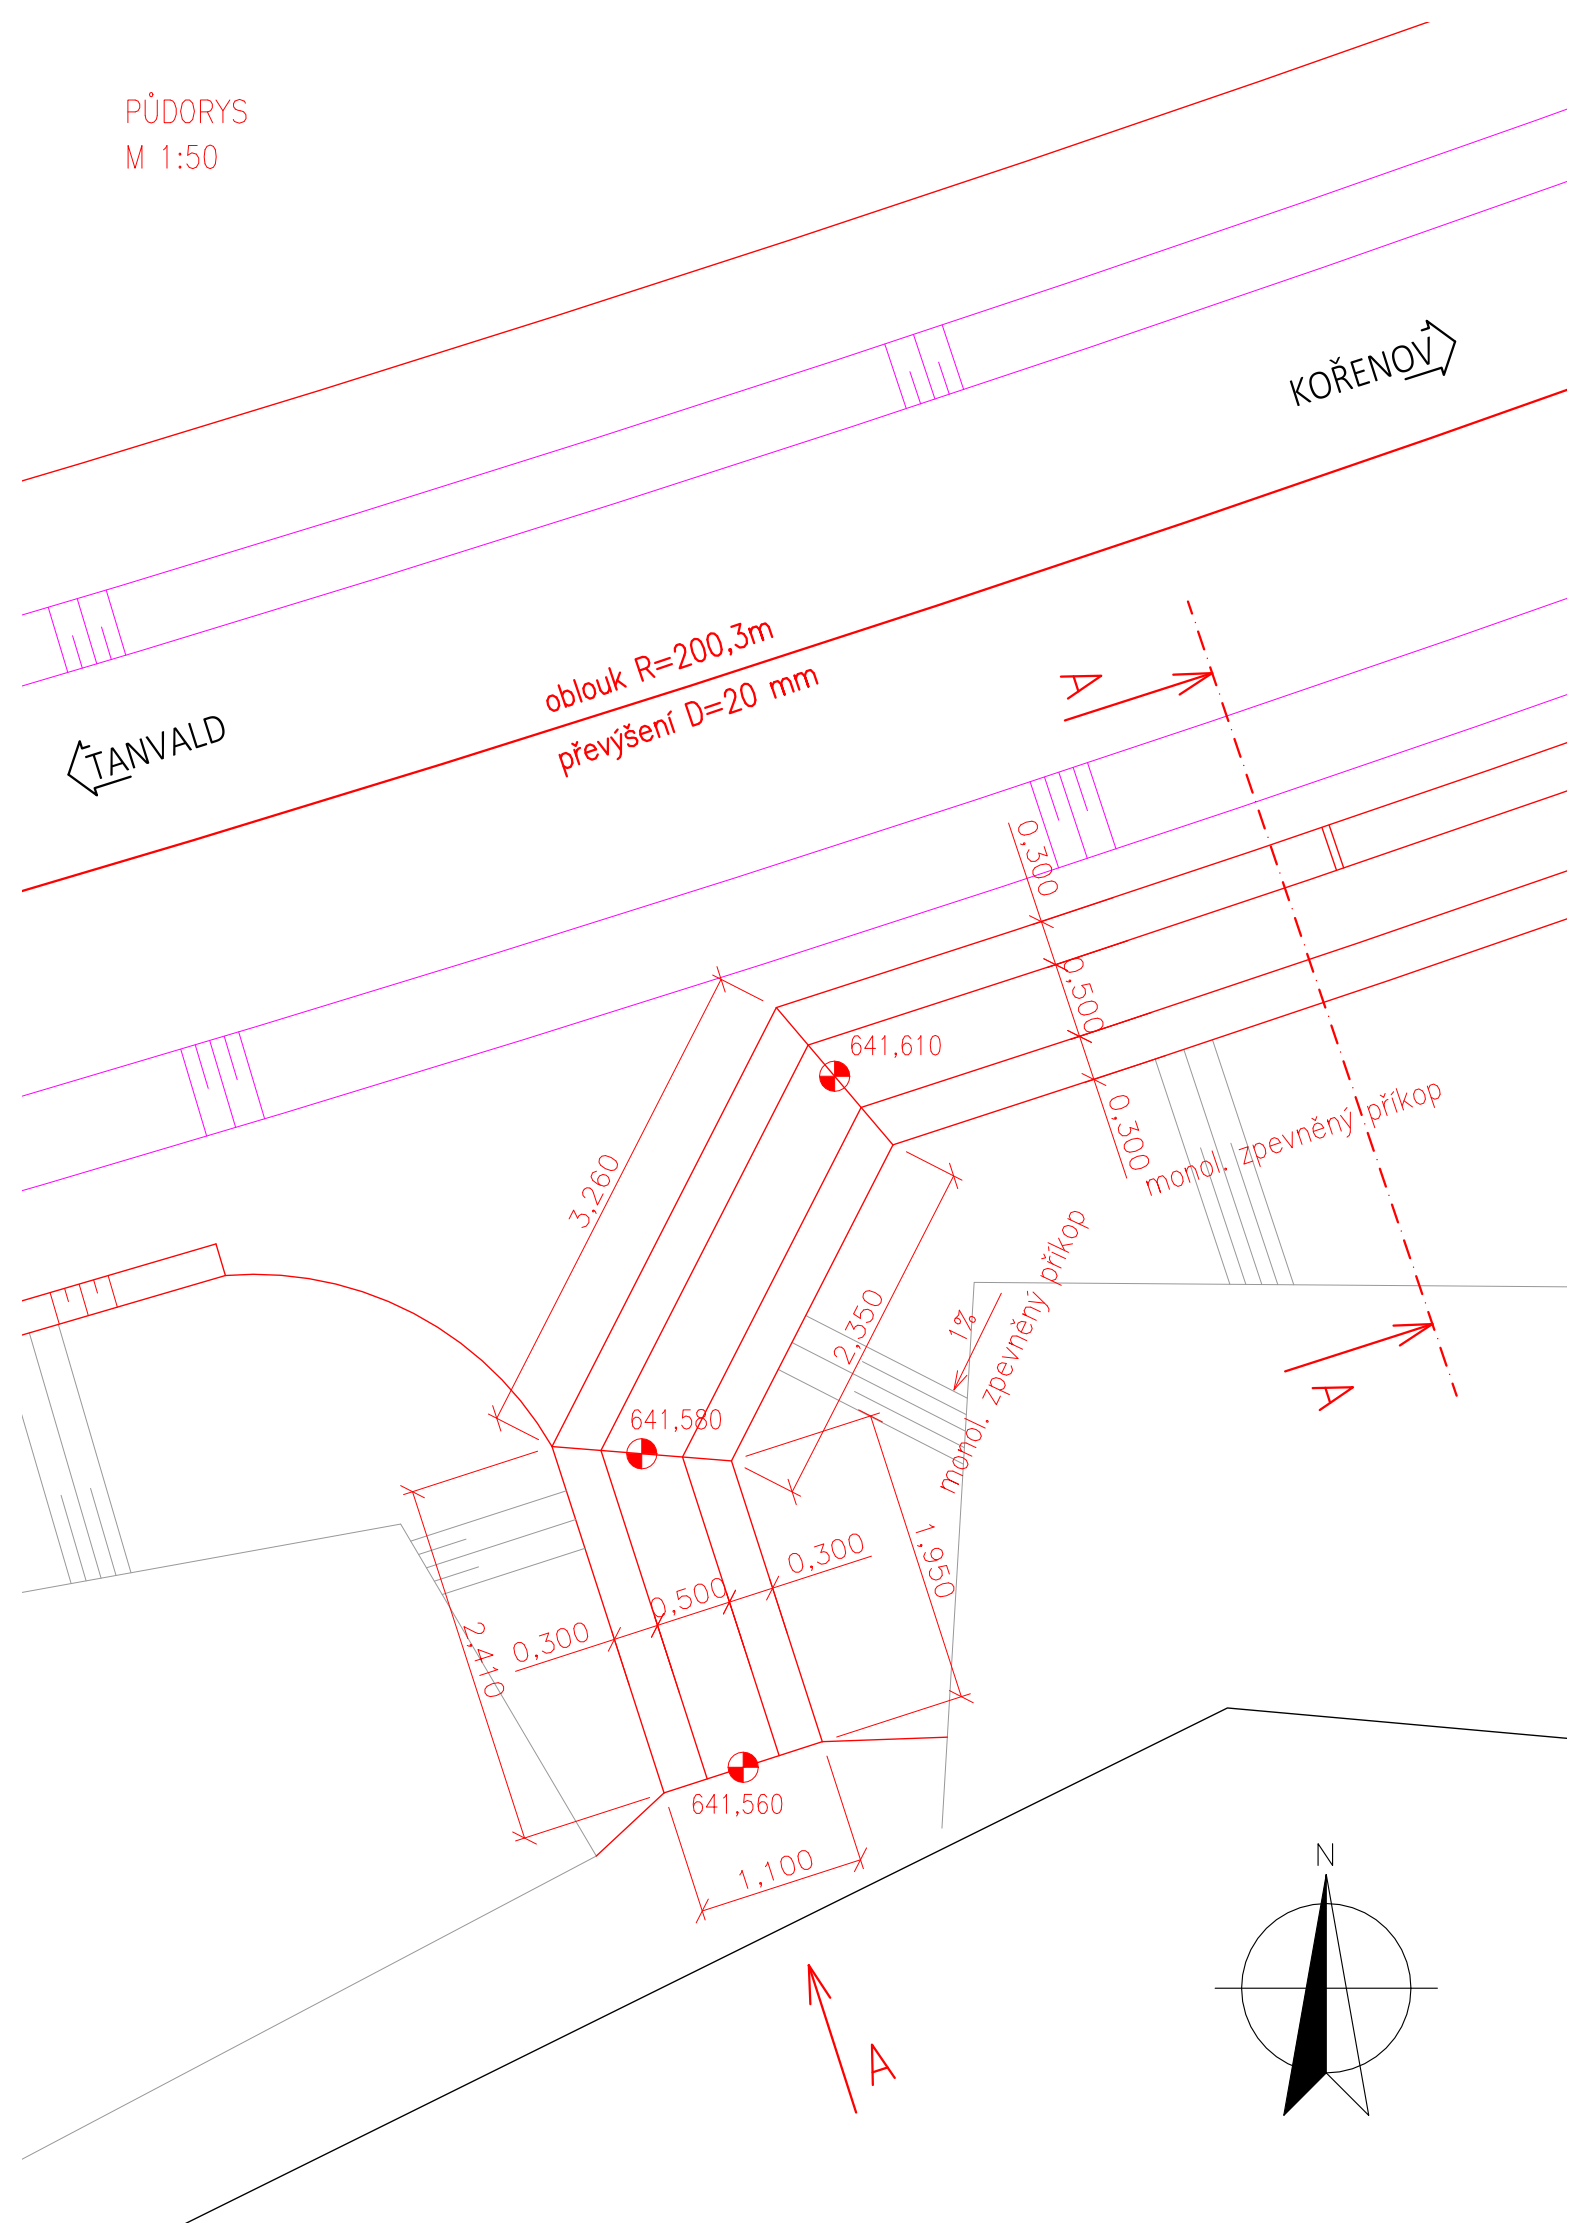 PŮDORYS
M 1:50
KOŘENOV
oblouk R=200,3m
převýšení D=20 mm
A
TANVALD
0,300
0,500
641,610
0,300
monol. zpevněný příkop
3,260
2,350
1%
monol. zpevněný příkop
A
641,580
1,950
0,300
0,500
0,300
2,410
641,560
1,100
N
A